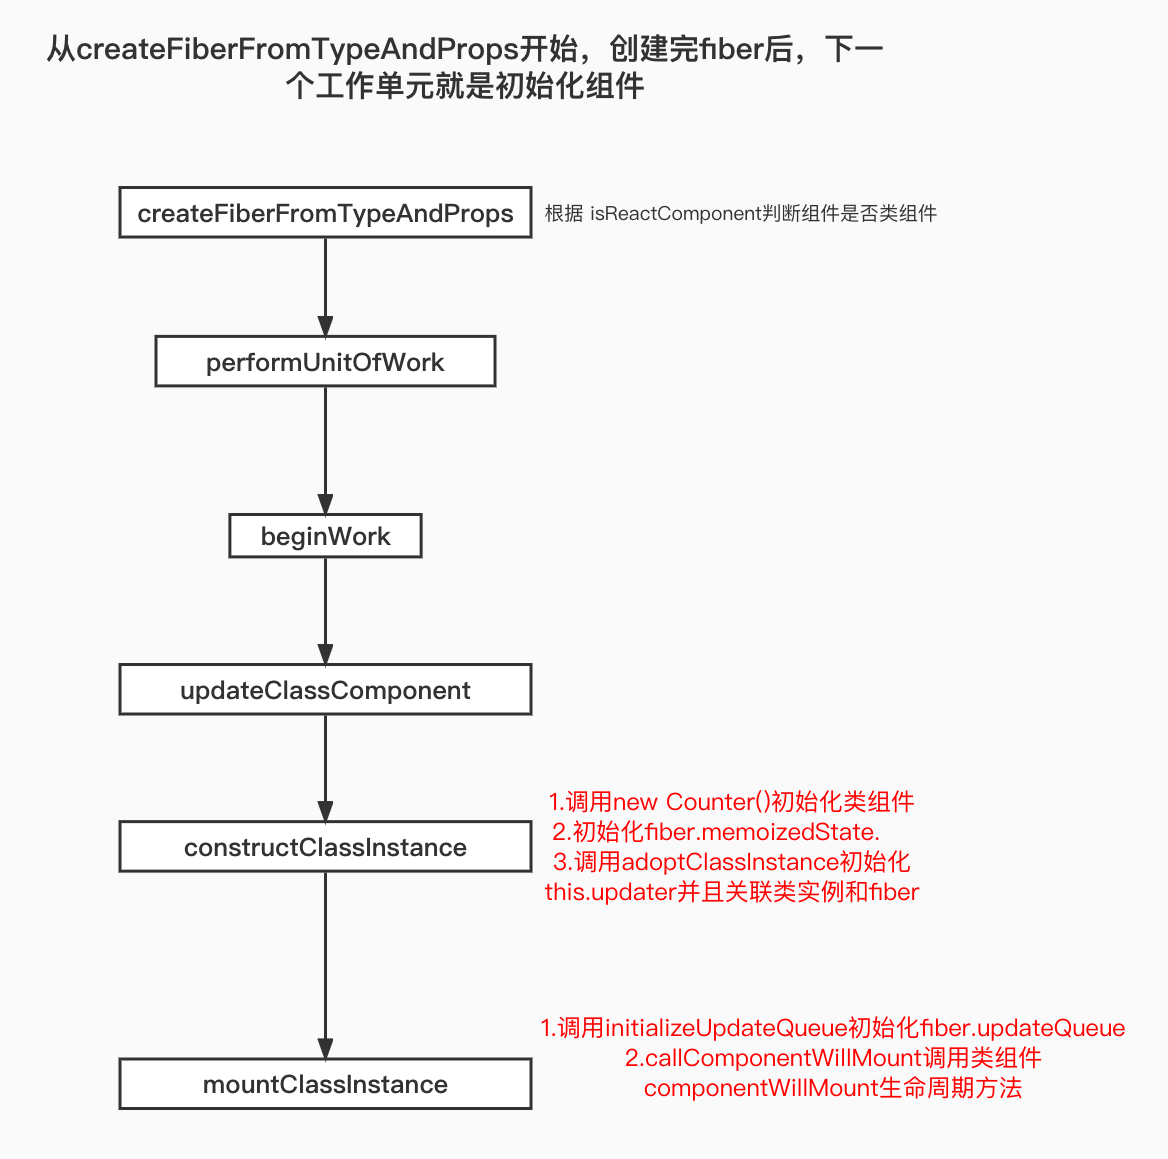 从createFiberFromTypeAndProps开始，创建完fiber后，下一
个工作单元就是初始化组件
createFiberFromTypeAndProps
根据 isReactComponent判断组件是否类组件
performUnitOfWork
beginWork
updateClassComponent
1.调用new Counter()初始化类组件
2.初始化fiber.memoizedState.
3.调用adoptClassInstance初始化
this.updater并且关联类实例和fiber
constructClassInstance
1.调用initializeUpdateQueue初始化fiber.updateQueue
2.callComponentWillMount调用类组件
componentWillMount生命周期方法
mountClassInstance